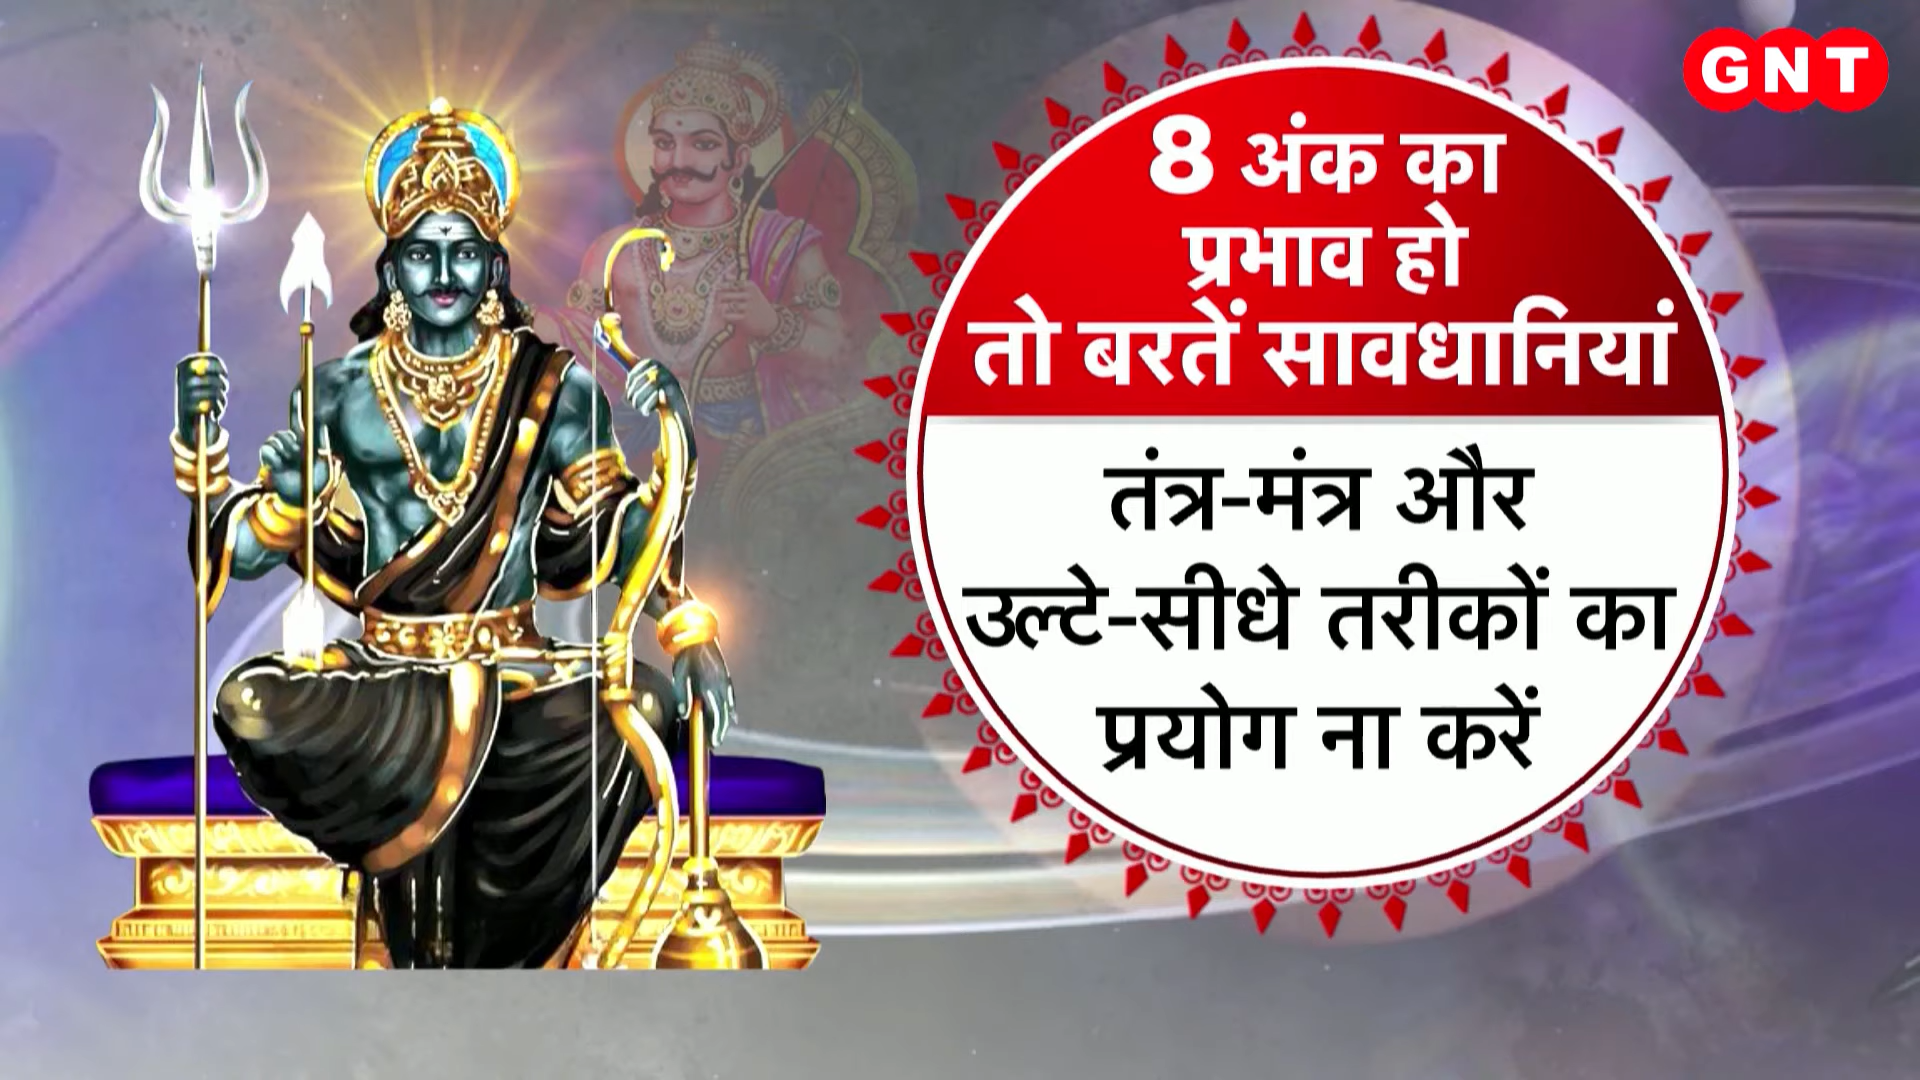 GNT
8 अंक का
प्रभाव हो
तो बरतें सावधानियां
तंत्र-मंत्र और
उल्टे-सीधे तरीकों का
प्रयोग ना करें